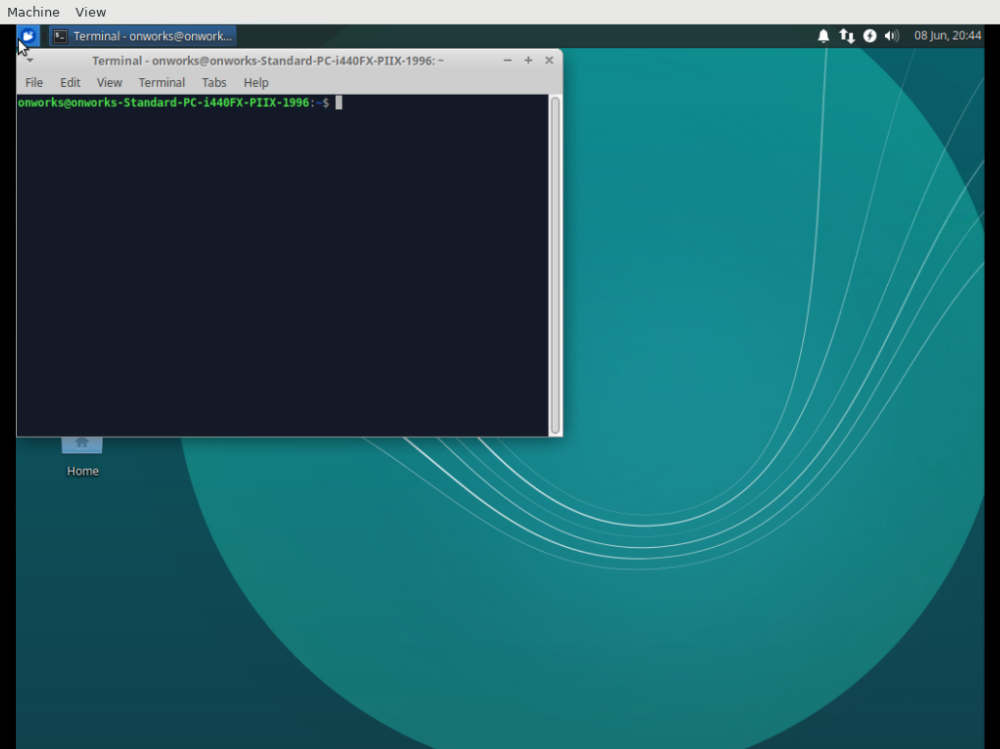 Machine View
Terminal - onworks@onwork... 08 Jun, 20:44
Terminal - onworks@onworks-Standard-PC-i440FX-PIIX-1996: ~
File Edit View Terminal Tabs Help
onworks@onworks-Standard-PC-i440FX-PIIX-1996:~$
Home